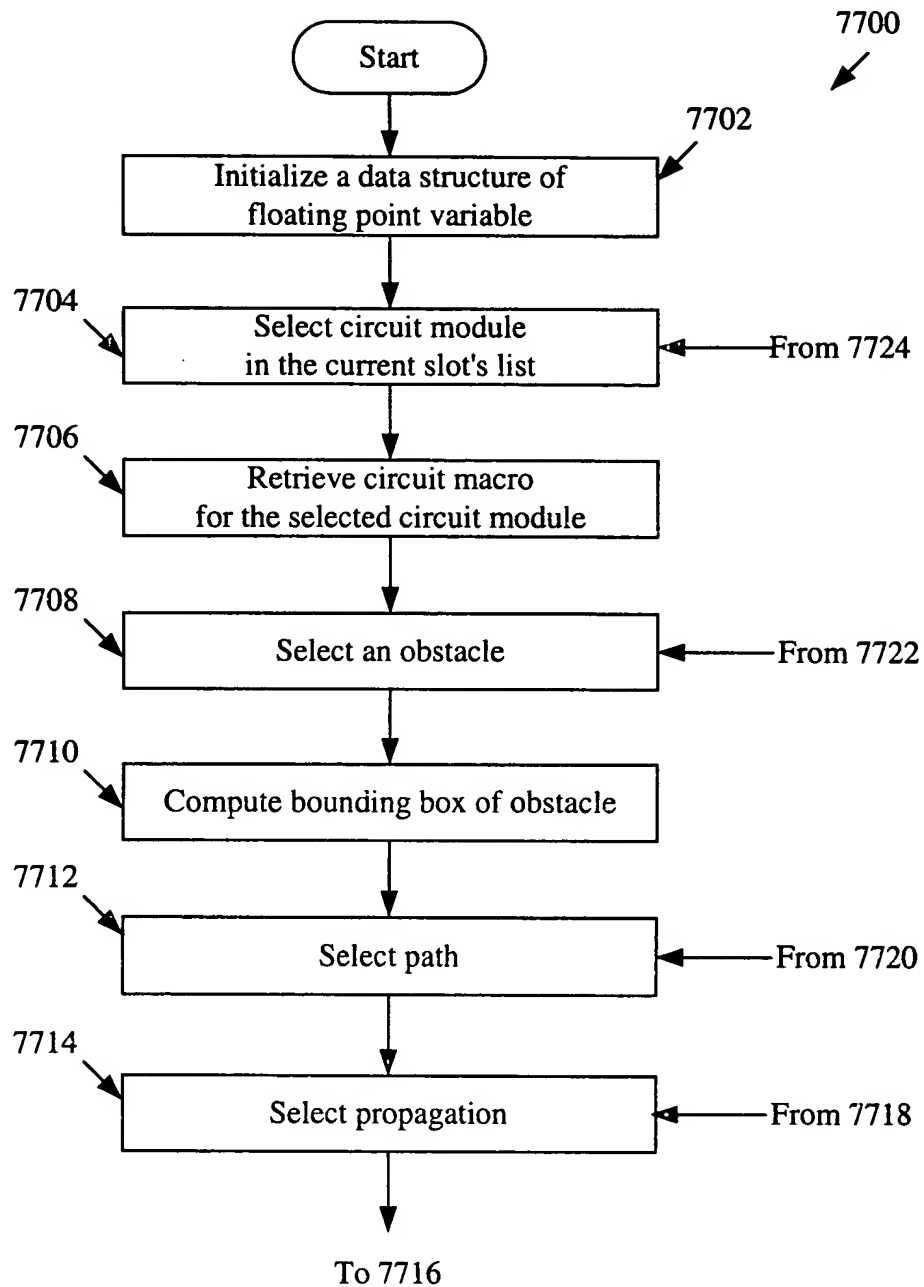 7700
Start
7702
Initialize a data structure of
floating point variable
7704
Select circuit module
in the current slot's list
From 7724
7706
Retrieve circuit macro
for the selected circuit module
7708
Select an obstacle
From 7722
7710
Compute bounding box of obstacle
7712
Select path
From 7720
7714
Select propagation
From 7718
To 7716